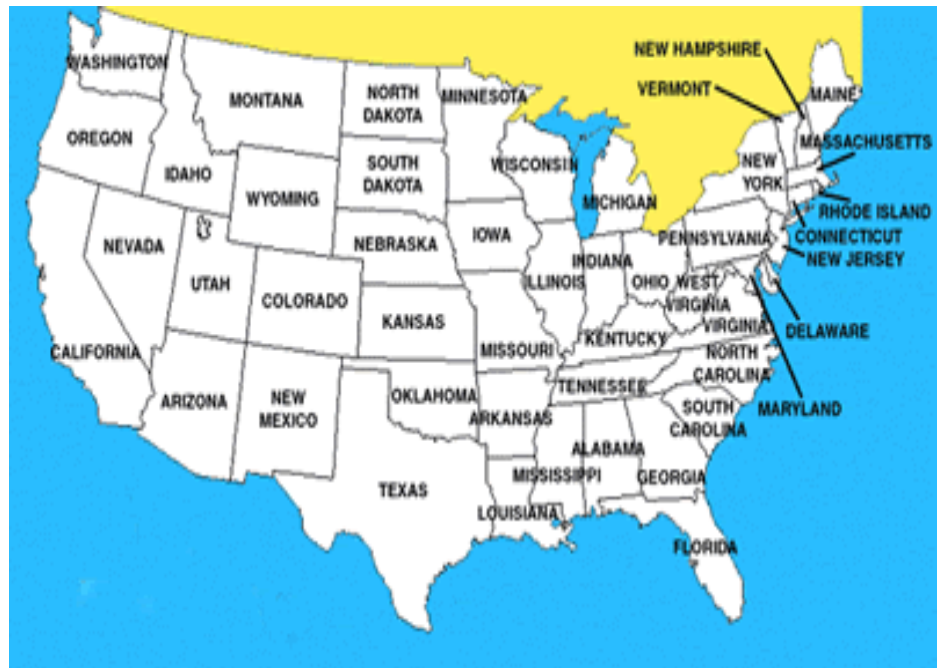 NEW HAMPSHIRE
WASHINGTON
VERMONT
MAINE
MONTANA
NORTH
DAKOTA
MINNESOTA
OREGON
MASSACHUSETTS
IDAHO
SOUTH
DAKOTA
WISCONSIN
NEW
YORK
WYOMING
MICHIGAN
RHODE ISLAND
NEVADA
NEBRASKA
IOWA
PENNSYLVANIA
CONNECTICUT
NEW JERSEY
UTAH
COLORADO
ILLINOIS
INDIANA
OHIO
WEST
VIRGINIA
KANSAS
VIRGINIA
DELAWARE
CALIFORNIA
MISSOURI
KENTUCKY
NORTH
CAROLINA
ARIZONA
NEW
MEXICO
OKLAHOMA
TENNESSEE
ARKANSAS
MARYLAND
SOUTH
CAROLINA
ALABAMA
TEXAS
MISSISSIPPI
GEORGIA
LOUISIANA
FLORIDA